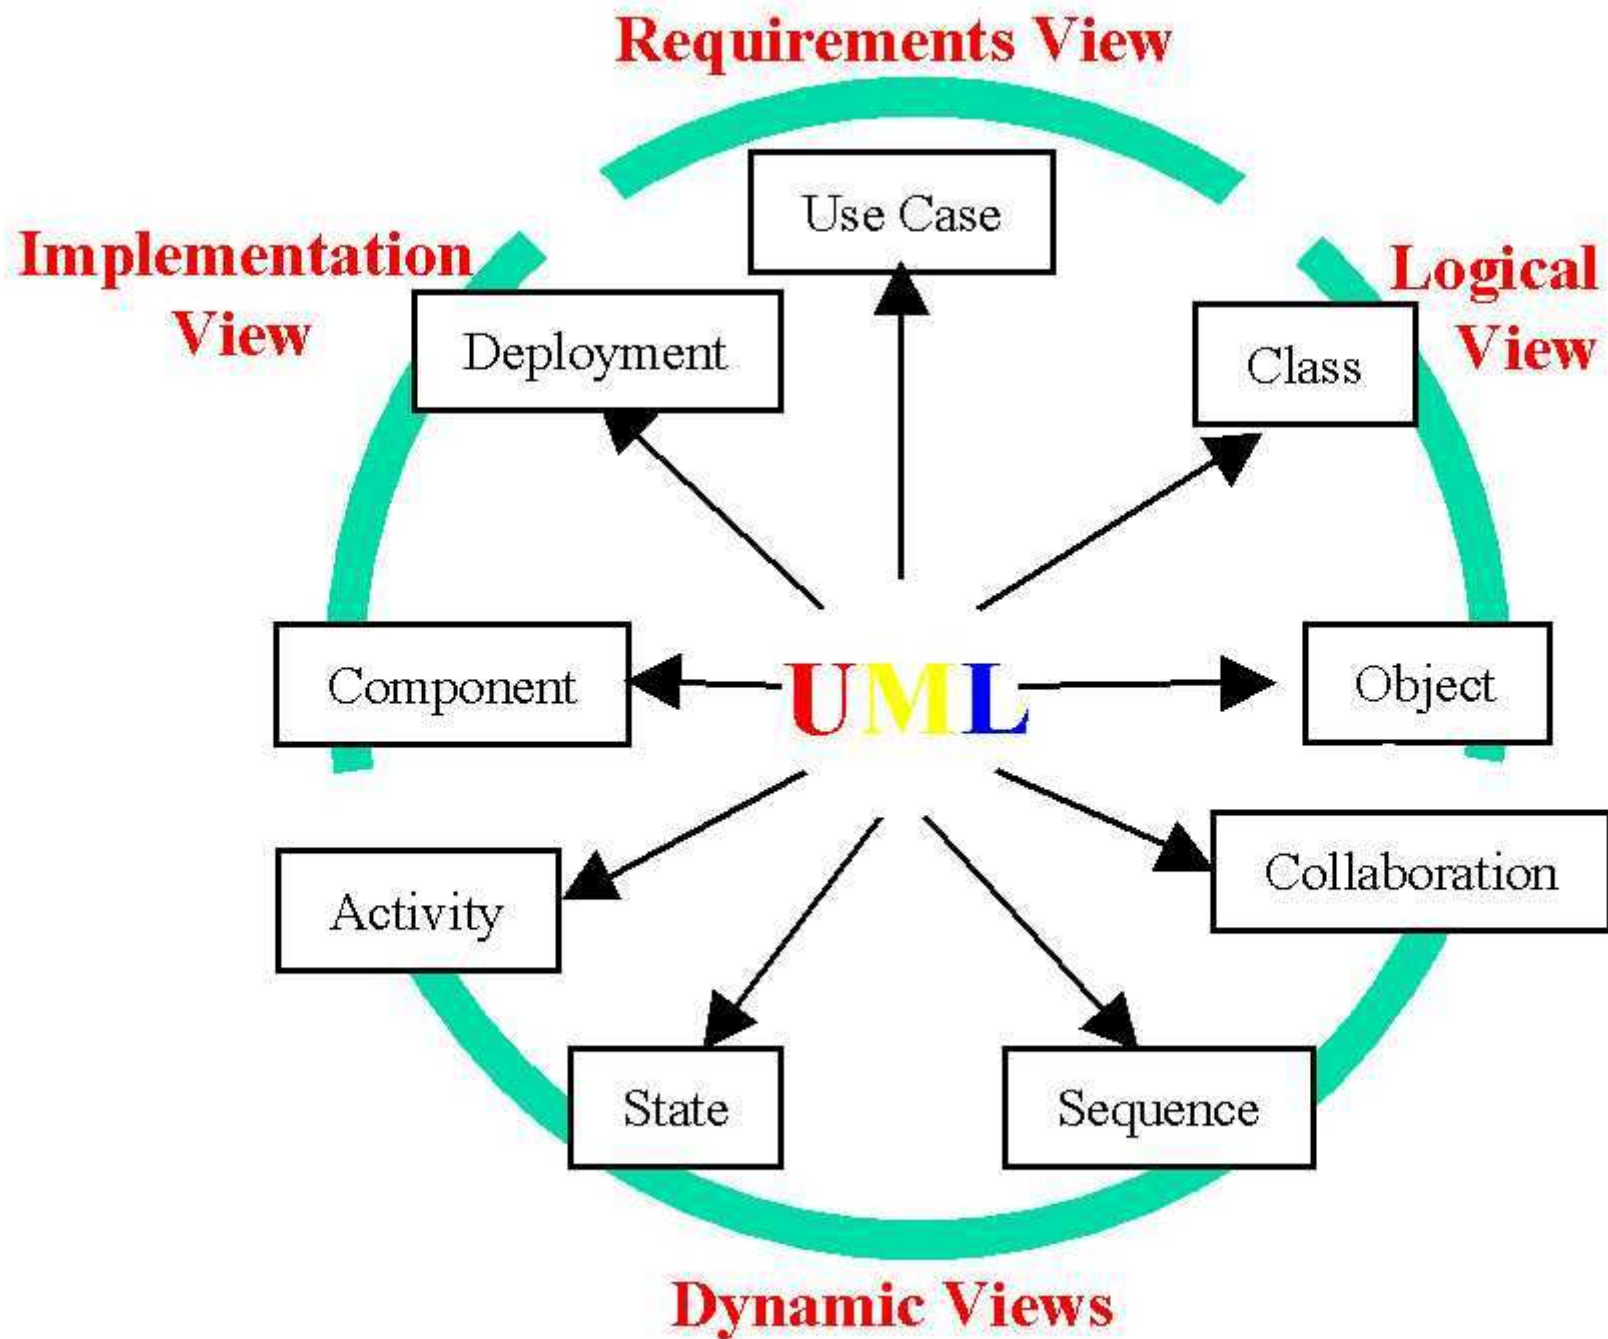 Requirements View
Use Case
Implementation
View
Logical
View
Deployment
Class
Component
UML
Object
Activity
Collaboration
State
Sequence
Dynamic Views